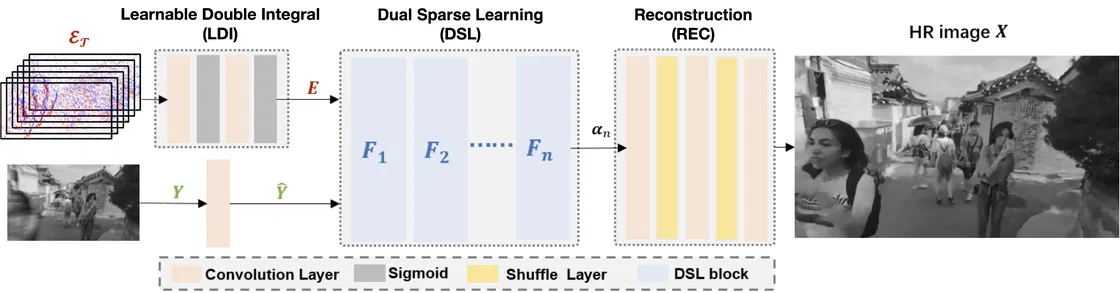 Learnable Double Integral
(LDI)
Dual Sparse Learning
(DSL)
Reconstruction
(REC)
HR image X
ℰ_𝒯
E
Y
Ŷ
F₁
F₂
......
Fₙ
αₙ
Convolution Layer
Sigmoid
Shuffle Layer
DSL block